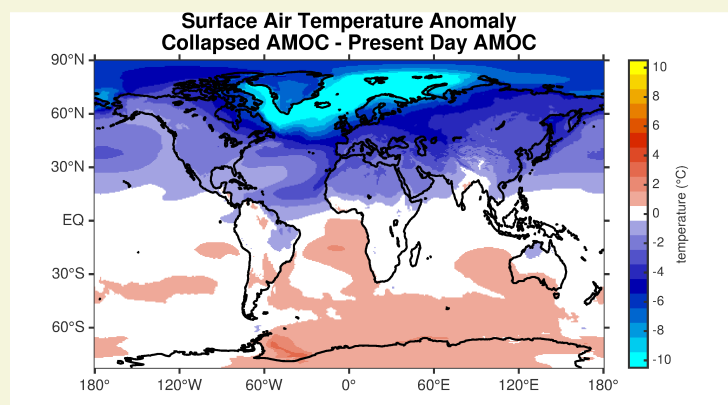 Surface Air Temperature Anomaly
Collapsed AMOC - Present Day AMOC
90°N
60°N
30°N
EQ
30°S
60°S
180°
120°W
60°W
0°
60°E
120°E
180°
10
8
6
4
2
0
-2
-4
-6
-8
-10
temperature (°C)